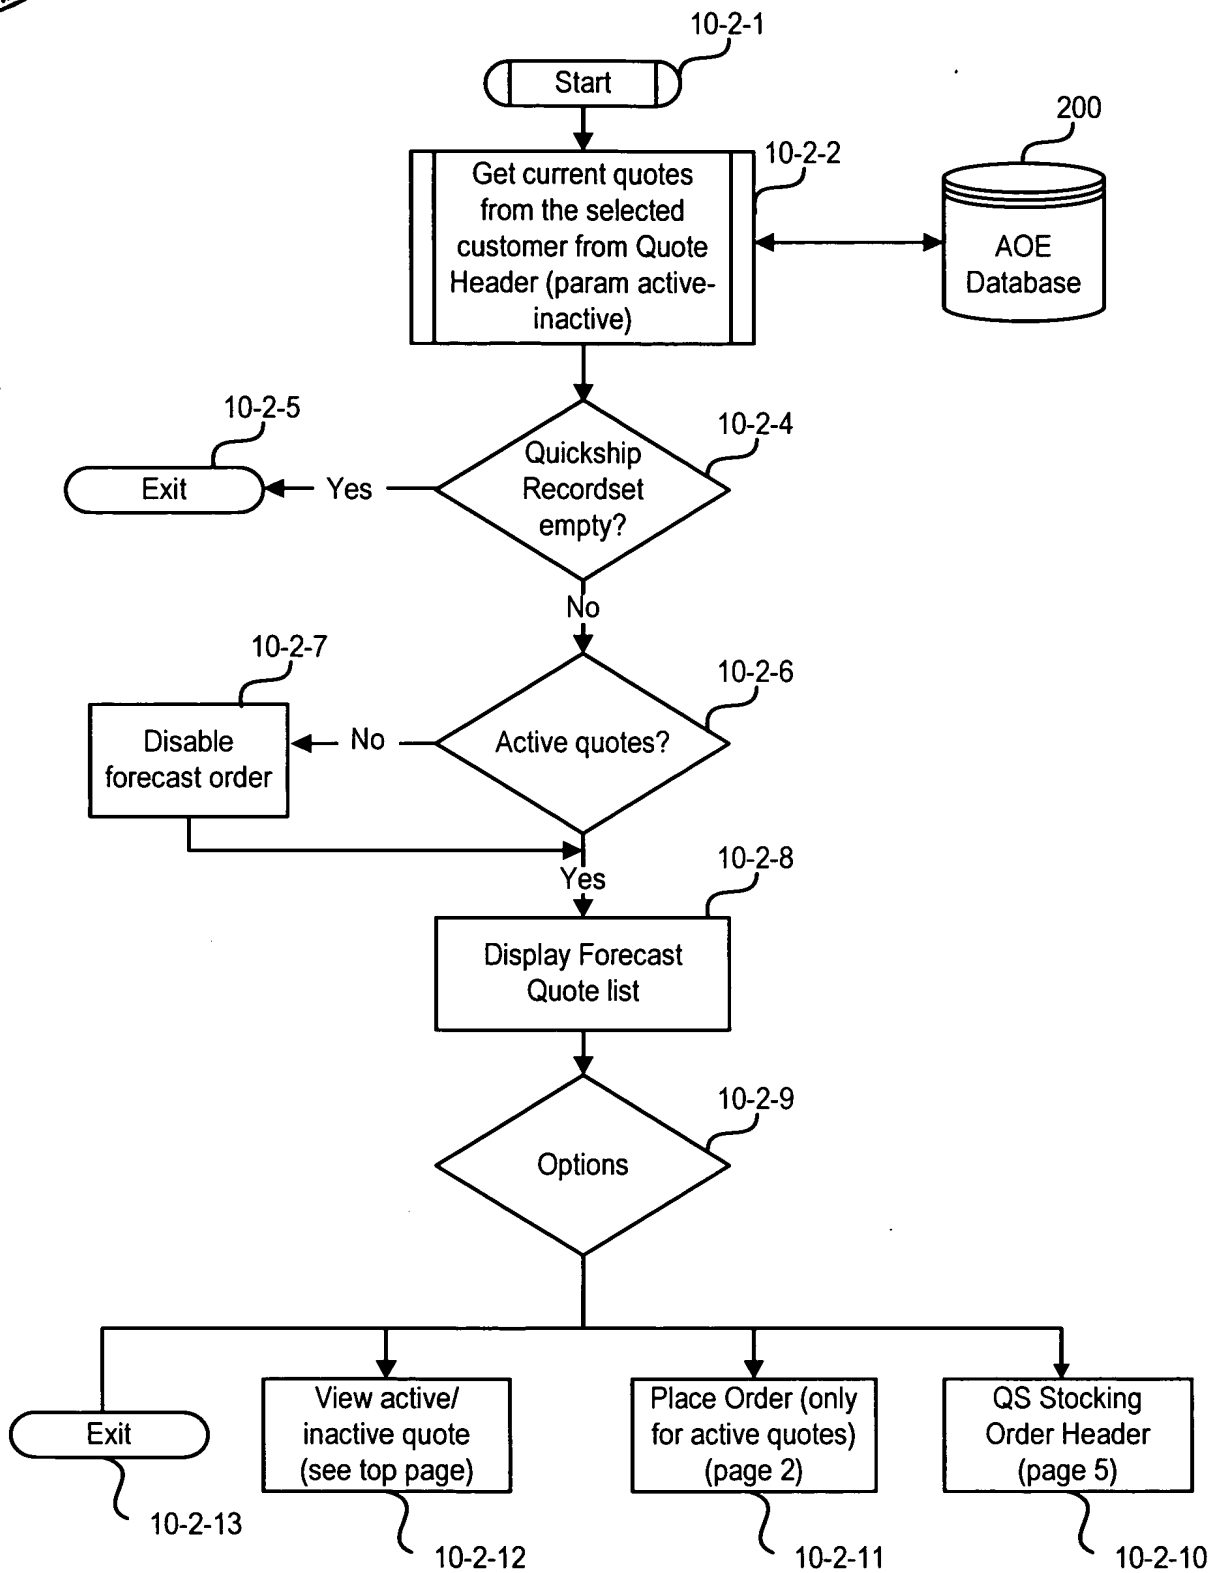 10-2-1
Start
200
10-2-2
Get current quotes
from the selected
customer from Quote
Header (param active-
inactive)
AOE
Database
10-2-5
10-2-4
Quickship
Recordset
empty?
Exit
Yes
No
10-2-7
10-2-6
Disable
forecast order
No
Active quotes?
10-2-8
Yes
Display Forecast
Quote list
10-2-9
Options
Exit
View active/
inactive quote
(see top page)
Place Order (only
for active quotes)
(page 2)
QS Stocking
Order Header
(page 5)
10-2-13
10-2-12
10-2-11
10-2-10